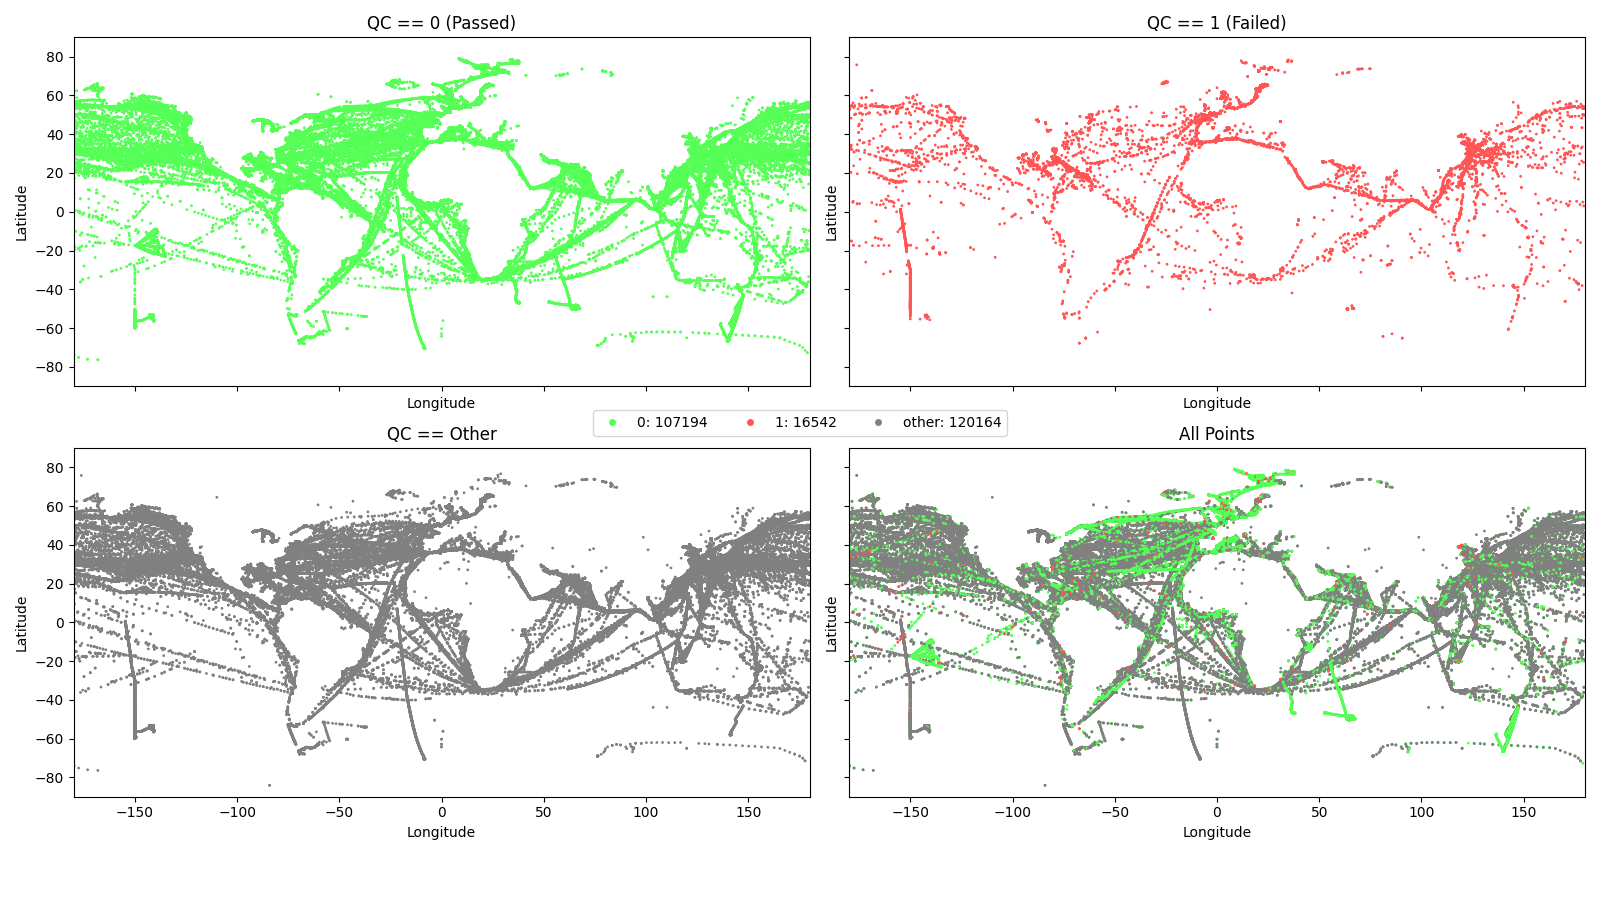 QC == 0 (Passed)
QC == 1 (Failed)
Latitude
80
60
40
20
0
−20
−40
−60
−80
Longitude
Latitude
Longitude
0: 107194 1: 16542 other: 120164
QC == Other
All Points
Latitude
80
60
40
20
0
−20
−40
−60
−80
−150 −100 −50 0 50 100 150
Longitude
Latitude
−150 −100 −50 0 50 100 150
Longitude